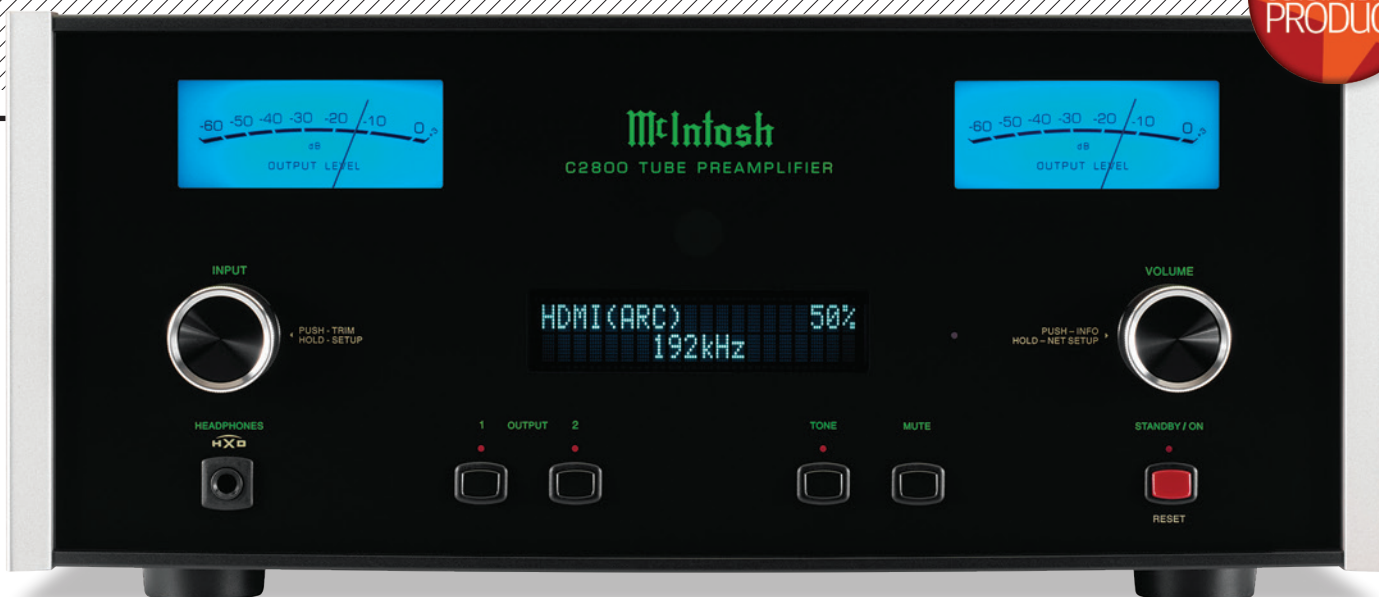 -60 -50 -40 -30 -20 -10 0
dB
OUTPUT LEVEL
McIntosh
C2800 TUBE PREAMPLIFIER
-60 -50 -40 -30 -20 -10 0
dB
OUTPUT LEVEL
INPUT
PUSH - TRIM
HOLD - SETUP
HDMI(ARC) 50%
192kHz
VOLUME
PUSH – INFO
HOLD – NET SETUP
HEADPHONES
HXD
1 OUTPUT 2
TONE
MUTE
STANDBY / ON
RESET